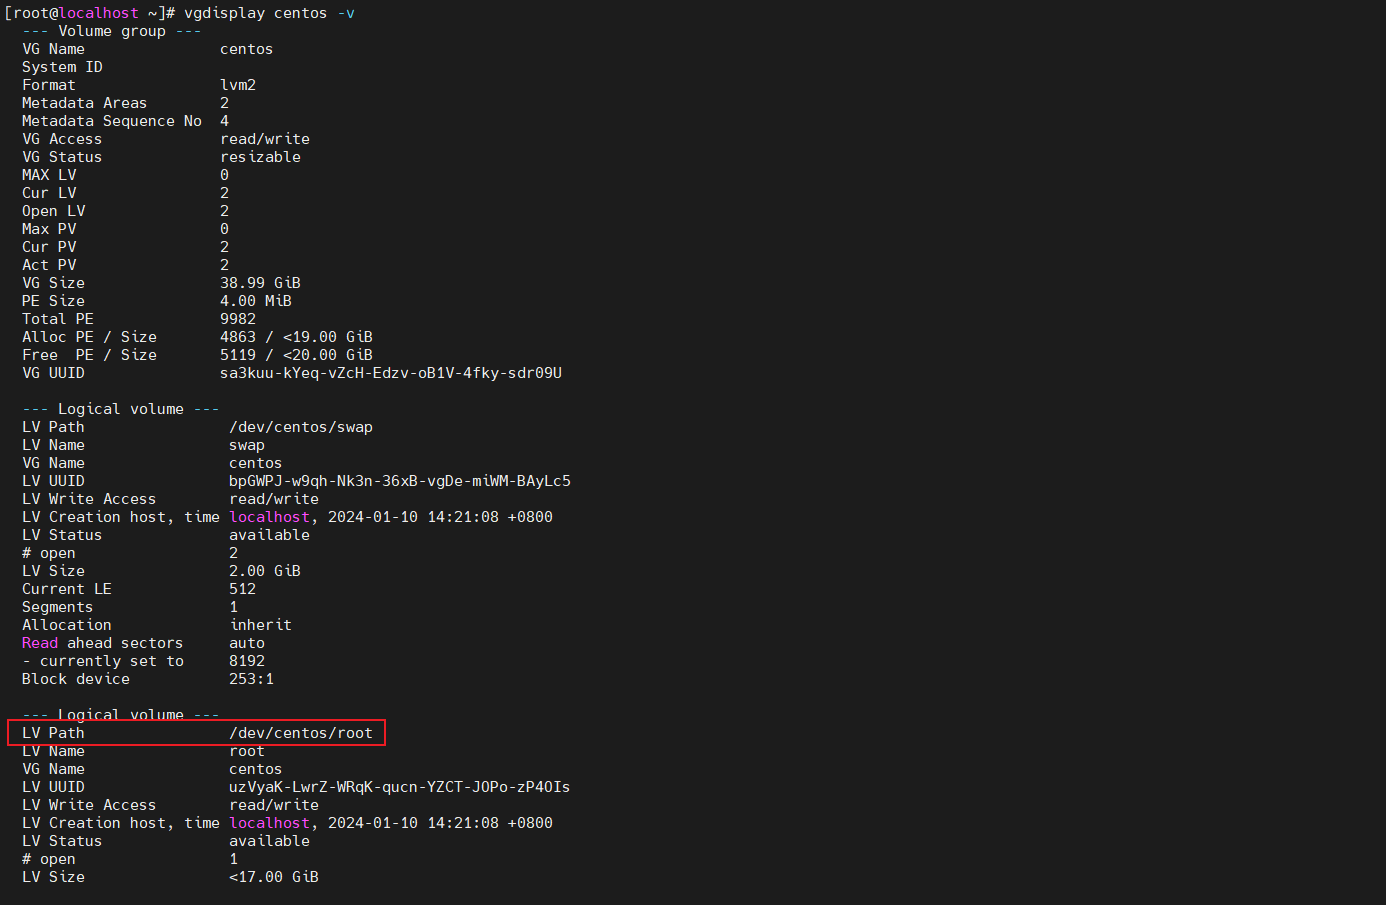 [root@localhost ~]# vgdisplay centos -v
--- Volume group ---
VG Name centos
System ID
Format lvm2
Metadata Areas 2
Metadata Sequence No 4
VG Access read/write
VG Status resizable
MAX LV 0
Cur LV 2
Open LV 2
Max PV 0
Cur PV 2
Act PV 2
VG Size 38.99 GiB
PE Size 4.00 MiB
Total PE 9982
Alloc PE / Size 4863 / <19.00 GiB
Free  PE / Size 5119 / <20.00 GiB
VG UUID sa3kuu-kYeq-vZcH-Edzv-oB1V-4fky-sdr09U
--- Logical volume ---
LV Path /dev/centos/swap
LV Name swap
VG Name centos
LV UUID bpGWPJ-w9qh-Nk3n-36xB-vgDe-miWM-BAyLc5
LV Write Access read/write
LV Creation host, time localhost, 2024-01-10 14:21:08 +0800
LV Status available
# open 2
LV Size 2.00 GiB
Current LE 512
Segments 1
Allocation inherit
Read ahead sectors auto
- currently set to 8192
Block device 253:1
--- Logical volume ---
LV Path /dev/centos/root
LV Name root
VG Name centos
LV UUID uzVyaK-LwrZ-WRqK-qucn-YZCT-JOPo-zP4OIs
LV Write Access read/write
LV Creation host, time localhost, 2024-01-10 14:21:08 +0800
LV Status available
# open 1
LV Size <17.00 GiB